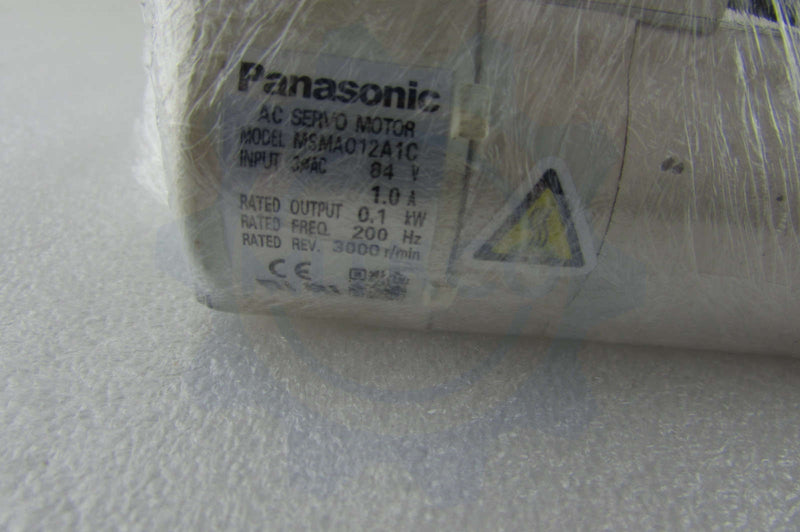 Panasonic
AC SERVO MOTOR
MODEL MSMA012A1C
INPUT 3øAC 84 V
1.0 A
RATED OUTPUT 0.1 kW
RATED FREQ. 200 Hz
RATED REV. 3000 r/min
CE